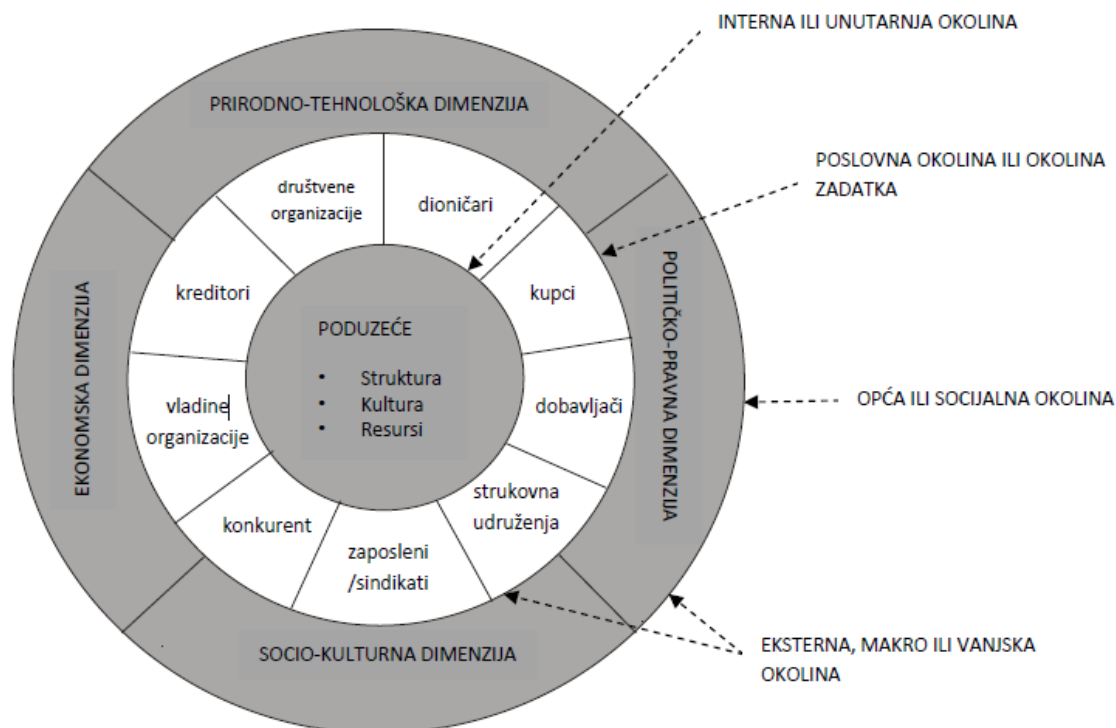 INTERNA ILI UNUTARNJA OKOLINA
PRIRODNO-TEHNOLOŠKA DIMENZIJA
POSLOVNA OKOLINA ILI OKOLINA
ZADATKA
društvene
organizacije
dioničari
kreditori
kupci
PODUZEĆE
• Struktura
• Kultura
• Resursi
EKONOMSKA DIMENZIJA
POLITIČKO-PRAVNA DIMENZIJA
OPĆA ILI SOCIJALNA OKOLINA
vladine
organizacije
dobavljači
strukovna
udruženja
konkurent
zaposleni
/sindikati
SOCIO-KULTURNA DIMENZIJA
EKSTERNA, MAKRO ILI VANJSKA
OKOLINA